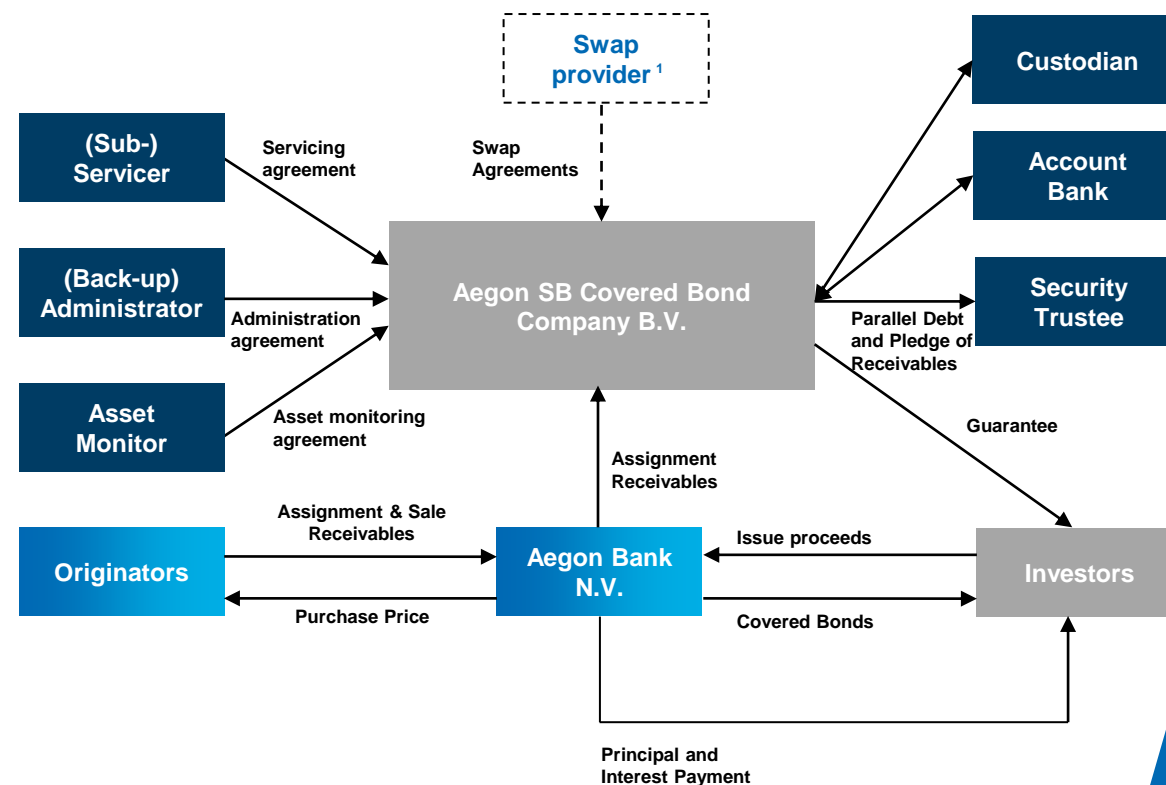 Swap
provider 1
Custodian
(Sub-)
Servicer
Servicing
agreement
Swap
Agreements
Account
Bank
(Back-up)
Administrator
Administration
agreement
Aegon SB Covered Bond
Company B.V.
Security
Trustee
Parallel Debt
and Pledge of
Receivables
Asset
Monitor
Asset monitoring
agreement
Guarantee
Assignment
Receivables
Assignment & Sale
Receivables
Issue proceeds
Originators
Aegon Bank
N.V.
Investors
Purchase Price
Covered Bonds
Principal and
Interest Payment